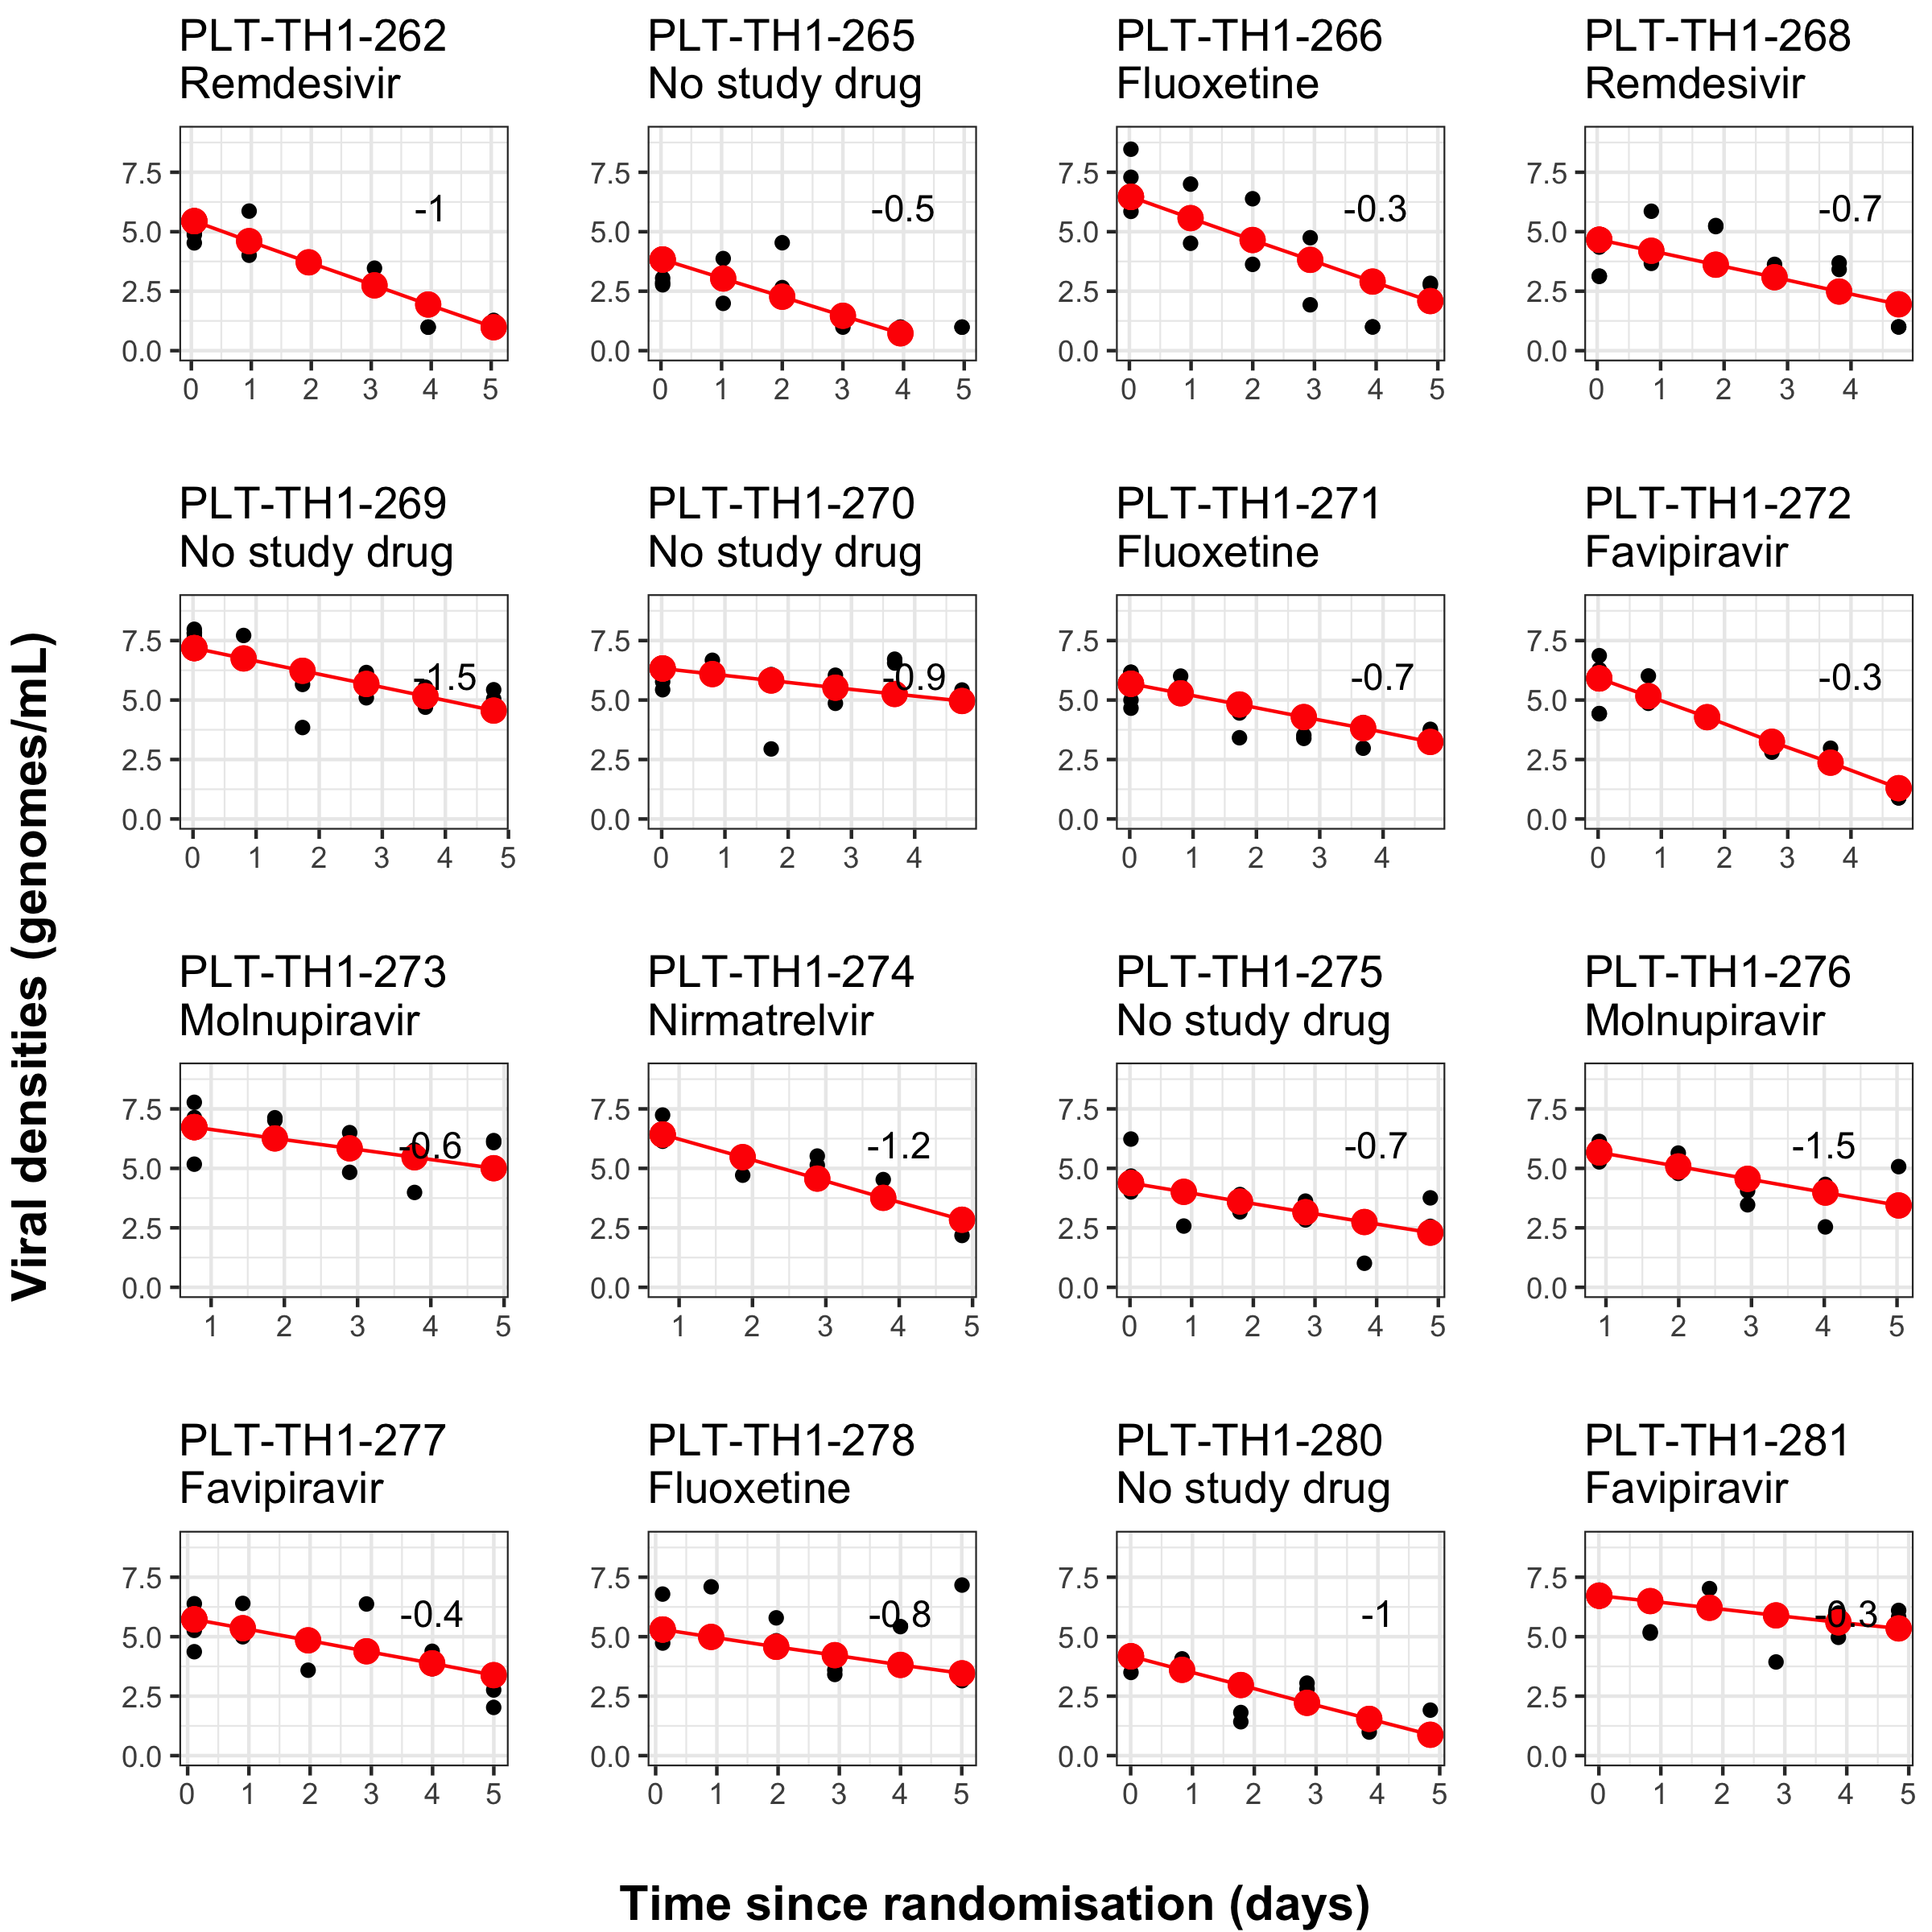 PLT-TH1-262 PLT-TH1-265 PLT-TH1-266 PLT-TH1-268
Remdesivir No study drug Fluoxetine Remdesivir
7.5 7.5 7.5 7.5
-1 -0.5 -0.3 -0.7
5.0 5.0 5.0 5.0
2.5 2.5 2.5 2.5
0.0 0.0 0.0 0.0
0 1 2 3 4 5 0 1 2 3 4 5 0 1 2 3 4 5 0 1 2 3 4
PLT-TH1-269 PLT-TH1-270 PLT-TH1-271 PLT-TH1-272
No study drug No study drug Fluoxetine Favipiravir
7.5 7.5 7.5 7.5
-1.5 -0.9 -0.7 -0.3
5.0 5.0 5.0 5.0
2.5 2.5 2.5 2.5
0.0 0.0 0.0 0.0
0 1 2 3 4 5 0 1 2 3 4 0 1 2 3 4 0 1 2 3 4
Viral densities (genomes/mL)
PLT-TH1-273 PLT-TH1-274 PLT-TH1-275 PLT-TH1-276
Molnupiravir Nirmatrelvir No study drug Molnupiravir
7.5 7.5 7.5 7.5
-0.6 -1.2 -0.7 -1.5
5.0 5.0 5.0 5.0
2.5 2.5 2.5 2.5
0.0 0.0 0.0 0.0
1 2 3 4 5 1 2 3 4 5 0 1 2 3 4 5 1 2 3 4 5
PLT-TH1-277 PLT-TH1-278 PLT-TH1-280 PLT-TH1-281
Favipiravir Fluoxetine No study drug Favipiravir
7.5 7.5 7.5 7.5
-0.4 -0.8 -1 -0.3
5.0 5.0 5.0 5.0
2.5 2.5 2.5 2.5
0.0 0.0 0.0 0.0
0 1 2 3 4 5 0 1 2 3 4 5 0 1 2 3 4 5 0 1 2 3 4 5
Time since randomisation (days)